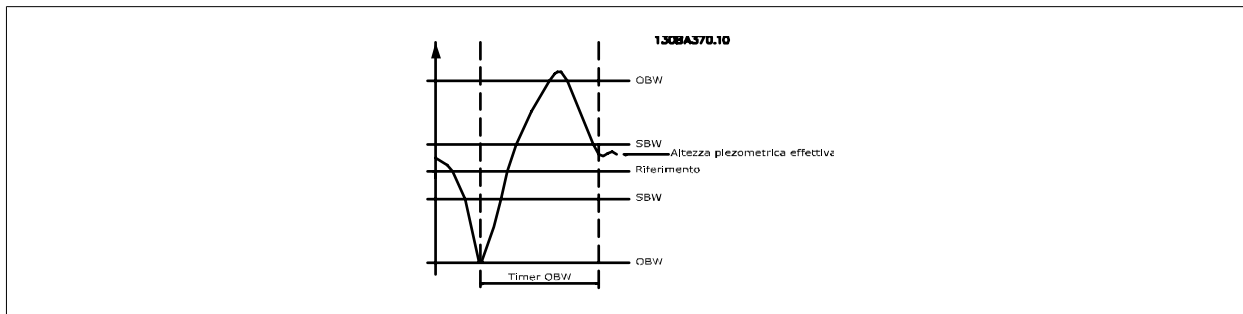 130BA370.10
OBW
SBW
Altezza piezometrica effettiva
Riferimento
SBW
OBW
Timer OBW